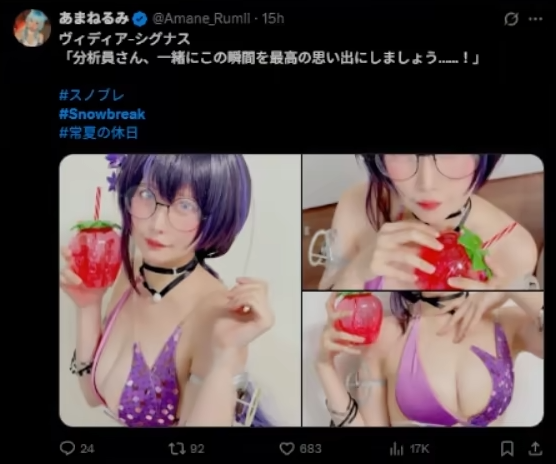 あまねるみ @Amane_Rumii · 15h
ヴィディア-シグナス
「分析員さん、一緒にこの瞬間を最高の思い出にしましょう……！」
#スノブレ
#Snowbreak
#常夏の休日
24 92 683 17K